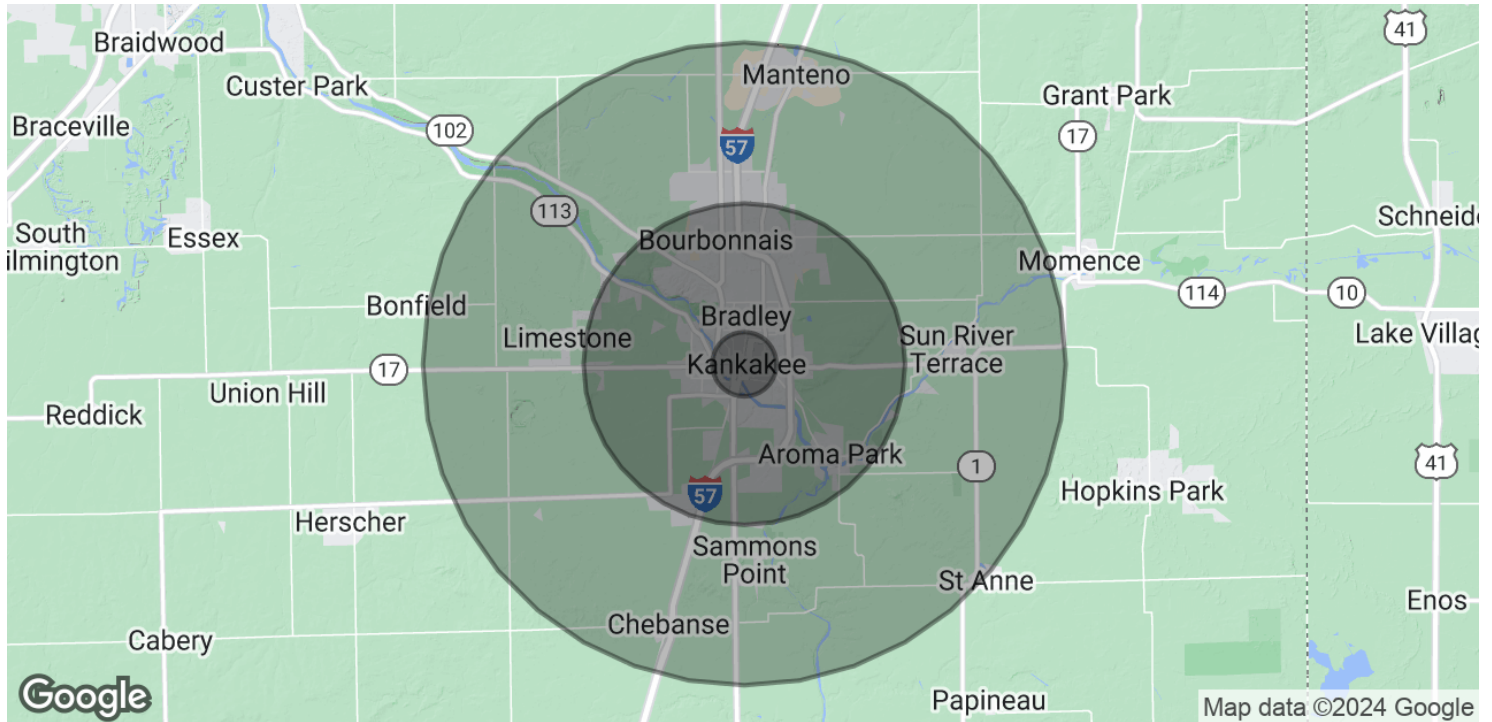 Braidwood
41
Manteno
Custer Park
Grant Park
Braceville
102
17
57
113
Schneide
South
ilmington
Essex
Bourbonnais
Momence
114
10
Bonfield
Bradley
Limestone
Sun River
Terrace
Lake Villag
17
Kankakee
Union Hill
Reddick
Aroma Park
1
41
57
Hopkins Park
Herscher
Sammons
Point
St Anne
Enos
Chebanse
Cabery
Google
Papineau
Map data ©2024 Google